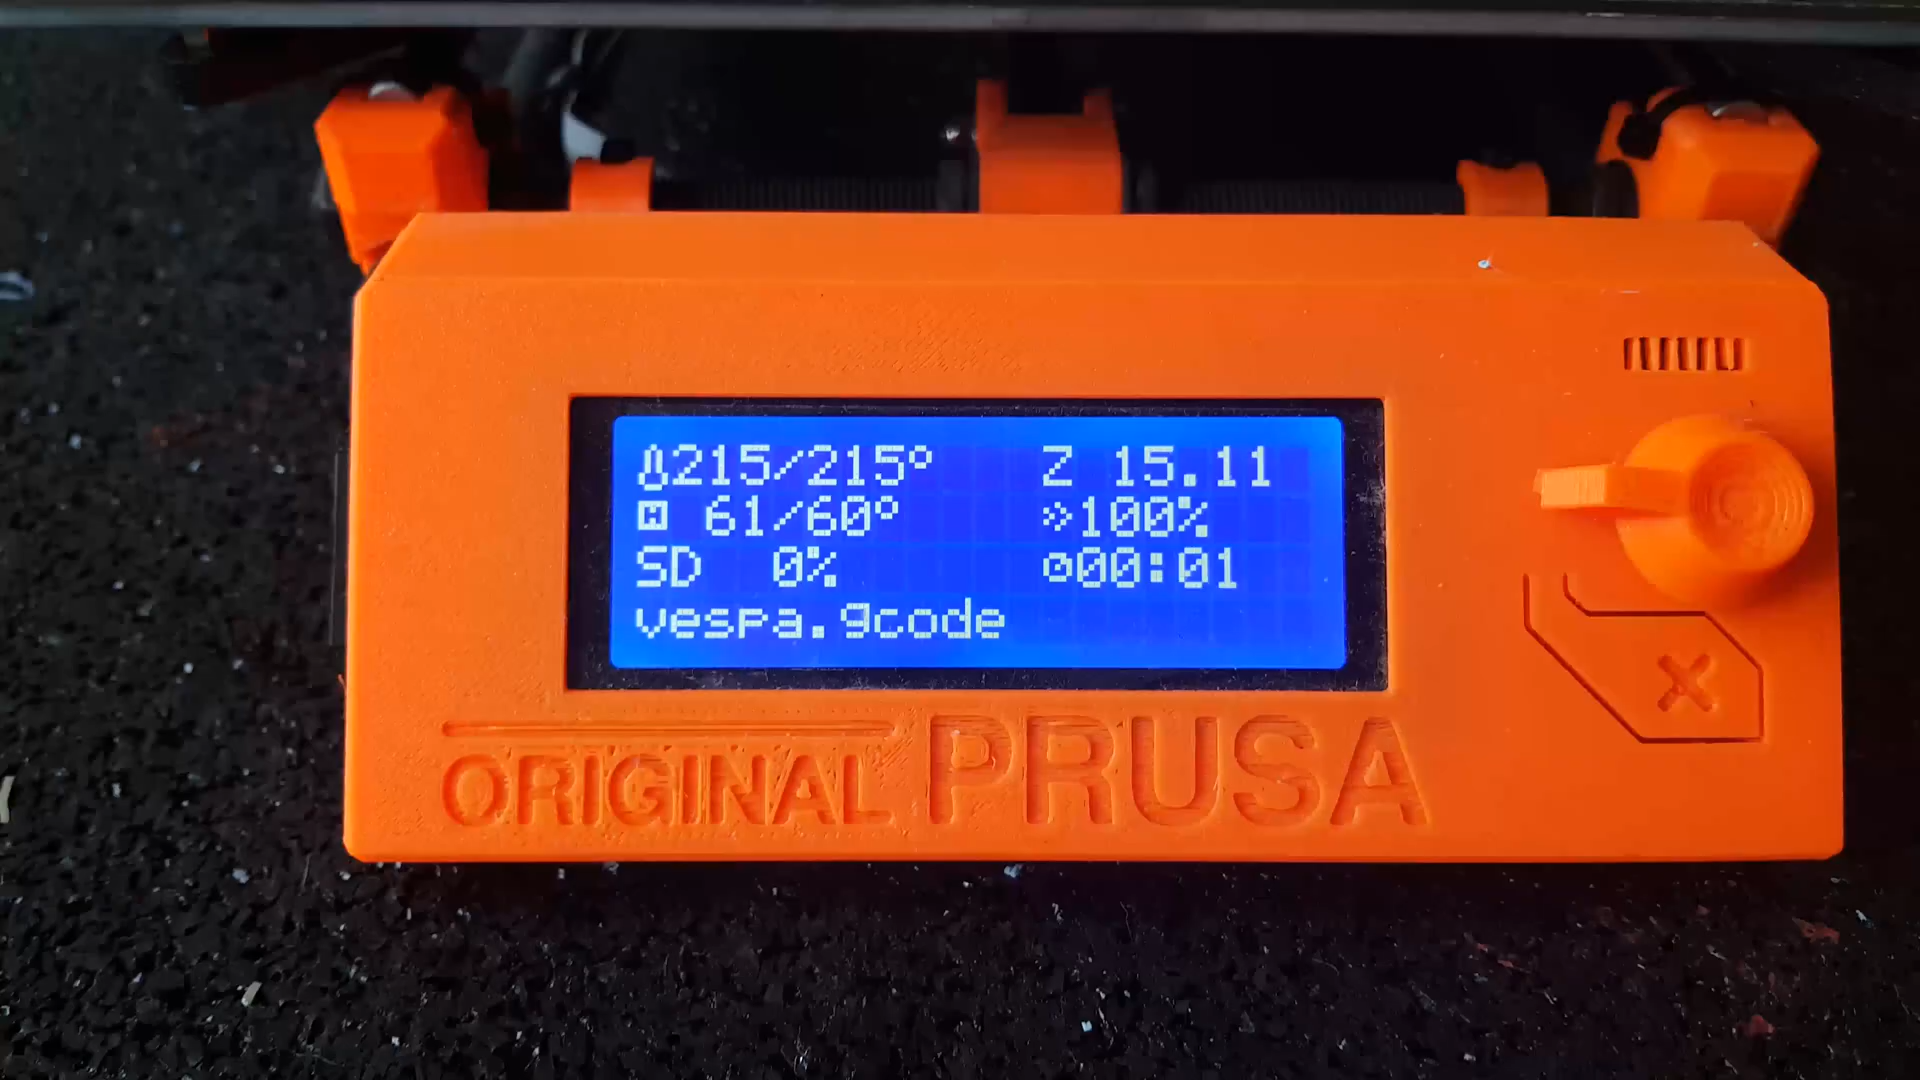 215/215° Z 15.11
61/60° 100%
SD 0% 00:01
vespa.gcode
ORIGINAL PRUSA